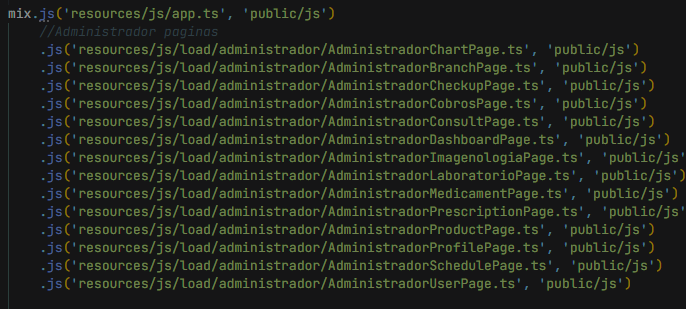 mix.js('resources/js/app.ts', 'public/js')
//Administrador paginas
.js('resources/js/load/administrador/AdministradorChartPage.ts', 'public/js')
.js('resources/js/load/administrador/AdministradorBranchPage.ts', 'public/js')
.js('resources/js/load/administrador/AdministradorCheckupPage.ts', 'public/js')
.js('resources/js/load/administrador/AdministradorCobrosPage.ts', 'public/js')
.js('resources/js/load/administrador/AdministradorConsultPage.ts', 'public/js')
.js('resources/js/load/administrador/AdministradorDashboardPage.ts', 'public/js')
.js('resources/js/load/administrador/AdministradorImagenologiaPage.ts', 'public/js'
.js('resources/js/load/administrador/AdministradorLaboratorioPage.ts', 'public/js')
.js('resources/js/load/administrador/AdministradorMedicamentPage.ts', 'public/js')
.js('resources/js/load/administrador/AdministradorPrescriptionPage.ts', 'public/js'
.js('resources/js/load/administrador/AdministradorProductPage.ts', 'public/js')
.js('resources/js/load/administrador/AdministradorProfilePage.ts', 'public/js')
.js('resources/js/load/administrador/AdministradorSchedulePage.ts', 'public/js')
.js('resources/js/load/administrador/AdministradorUserPage.ts', 'public/js')